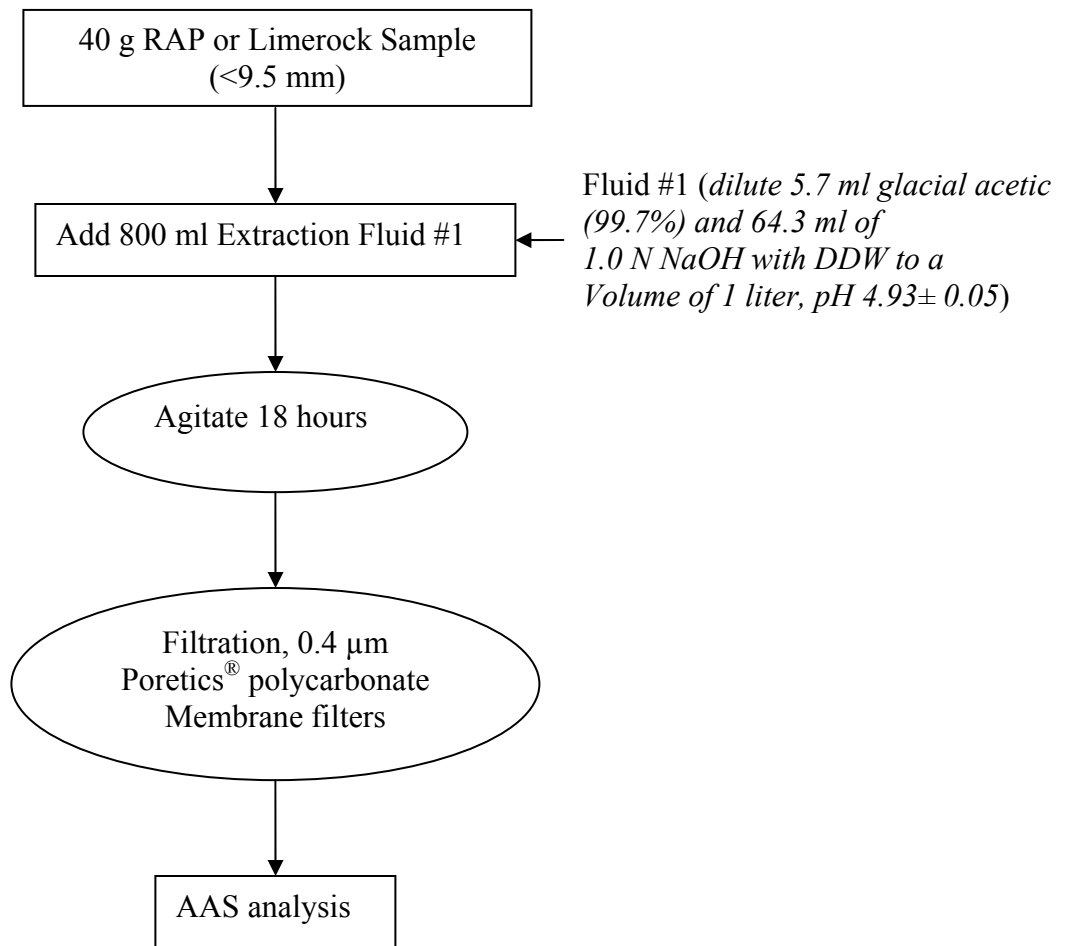 40 g RAP or Limerock Sample
(<9.5 mm)
Add 800 ml Extraction Fluid #1
Fluid #1 (dilute 5.7 ml glacial acetic
(99.7%) and 64.3 ml of
1.0 N NaOH with DDW to a
Volume of 1 liter, pH 4.93± 0.05)
Agitate 18 hours
Filtration, 0.4 µm
Poretics® polycarbonate
Membrane filters
AAS analysis